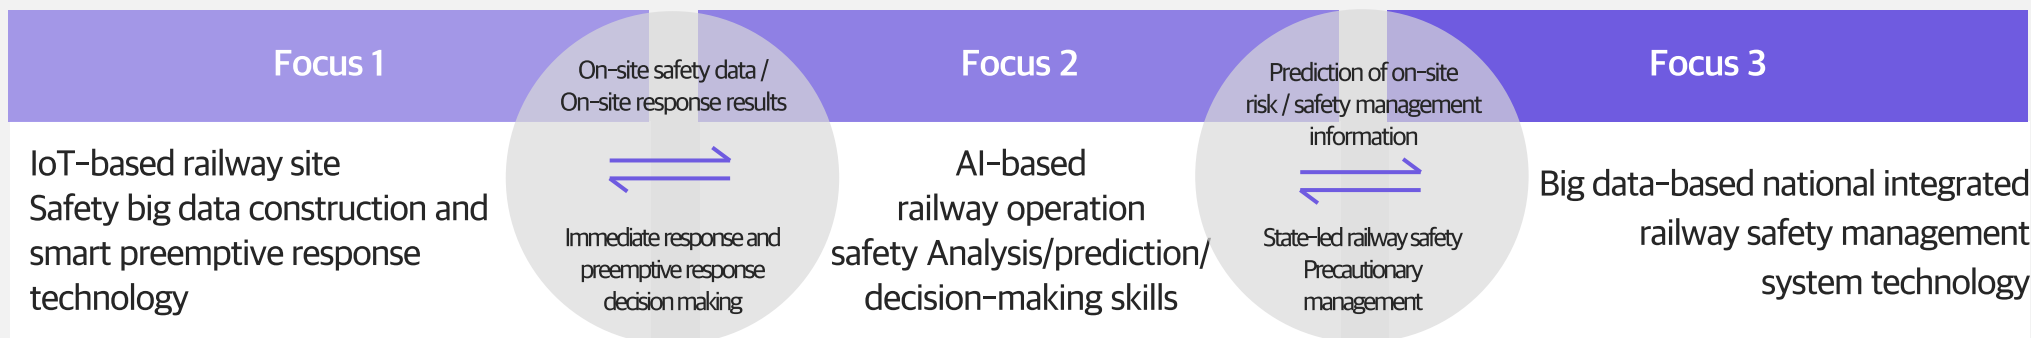 Focus 1
IoT-based railway site
Safety big data construction and
smart preemptive response
technology
On-site safety data /
On-site response results
Immediate response and
preemptive response
decision making
Focus 2
AI-based
railway operation
safety Analysis/prediction/
decision-making skills
Prediction of on-site
risk / safety management
information
State-led railway safety
Precautionary
management
Focus 3
Big data-based national integrated
railway safety management
system technology